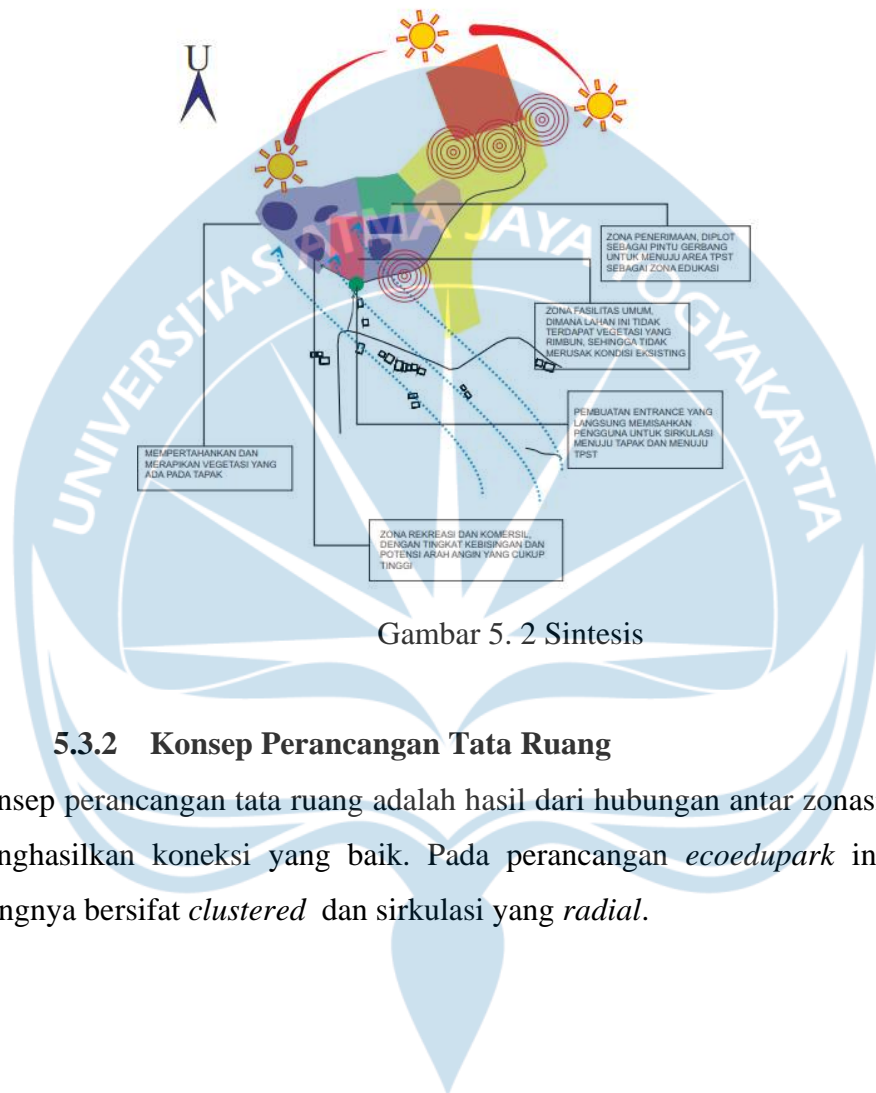 U
ZONA PENERIMAAN, DIPLOT
SEBAGAI PINTU GERBANG
UNTUK MENUJU AREA TPST
SEBAGAI ZONA EDUKASI
ZONA FASILITAS UMUM,
DIMANA LAHAN INI TIDAK
TERDAPAT VEGETASI YANG
RIMBUN, SEHINGGA TIDAK
MERUSAK KONDISI EKSISTING
PEMBUATAN ENTRANCE YANG
LANGSUNG MEMISAHKAN
PENGGUNA UNTUK SIRKULASI
MENUJU TAPAK DAN MENUJU
TPST
MEMPERTAHANKAN DAN
MERAPIKAN VEGETASI YANG
ADA PADA TAPAK
ZONA REKREASI DAN KOMERSIL,
DENGAN TINGKAT KEBISINGAN DAN
POTENSI ARAH ANGIN YANG CUKUP
TINGGI
UNIVERSITAS ATMA JAYA YOGYAKARTA
Gambar 5. 2 Sintesis
5.3.2 Konsep Perancangan Tata Ruang
nsep perancangan tata ruang adalah hasil dari hubungan antar zonas
nghasilkan koneksi yang baik. Pada perancangan ecoedupark in
ngnya bersifat clustered dan sirkulasi yang radial.